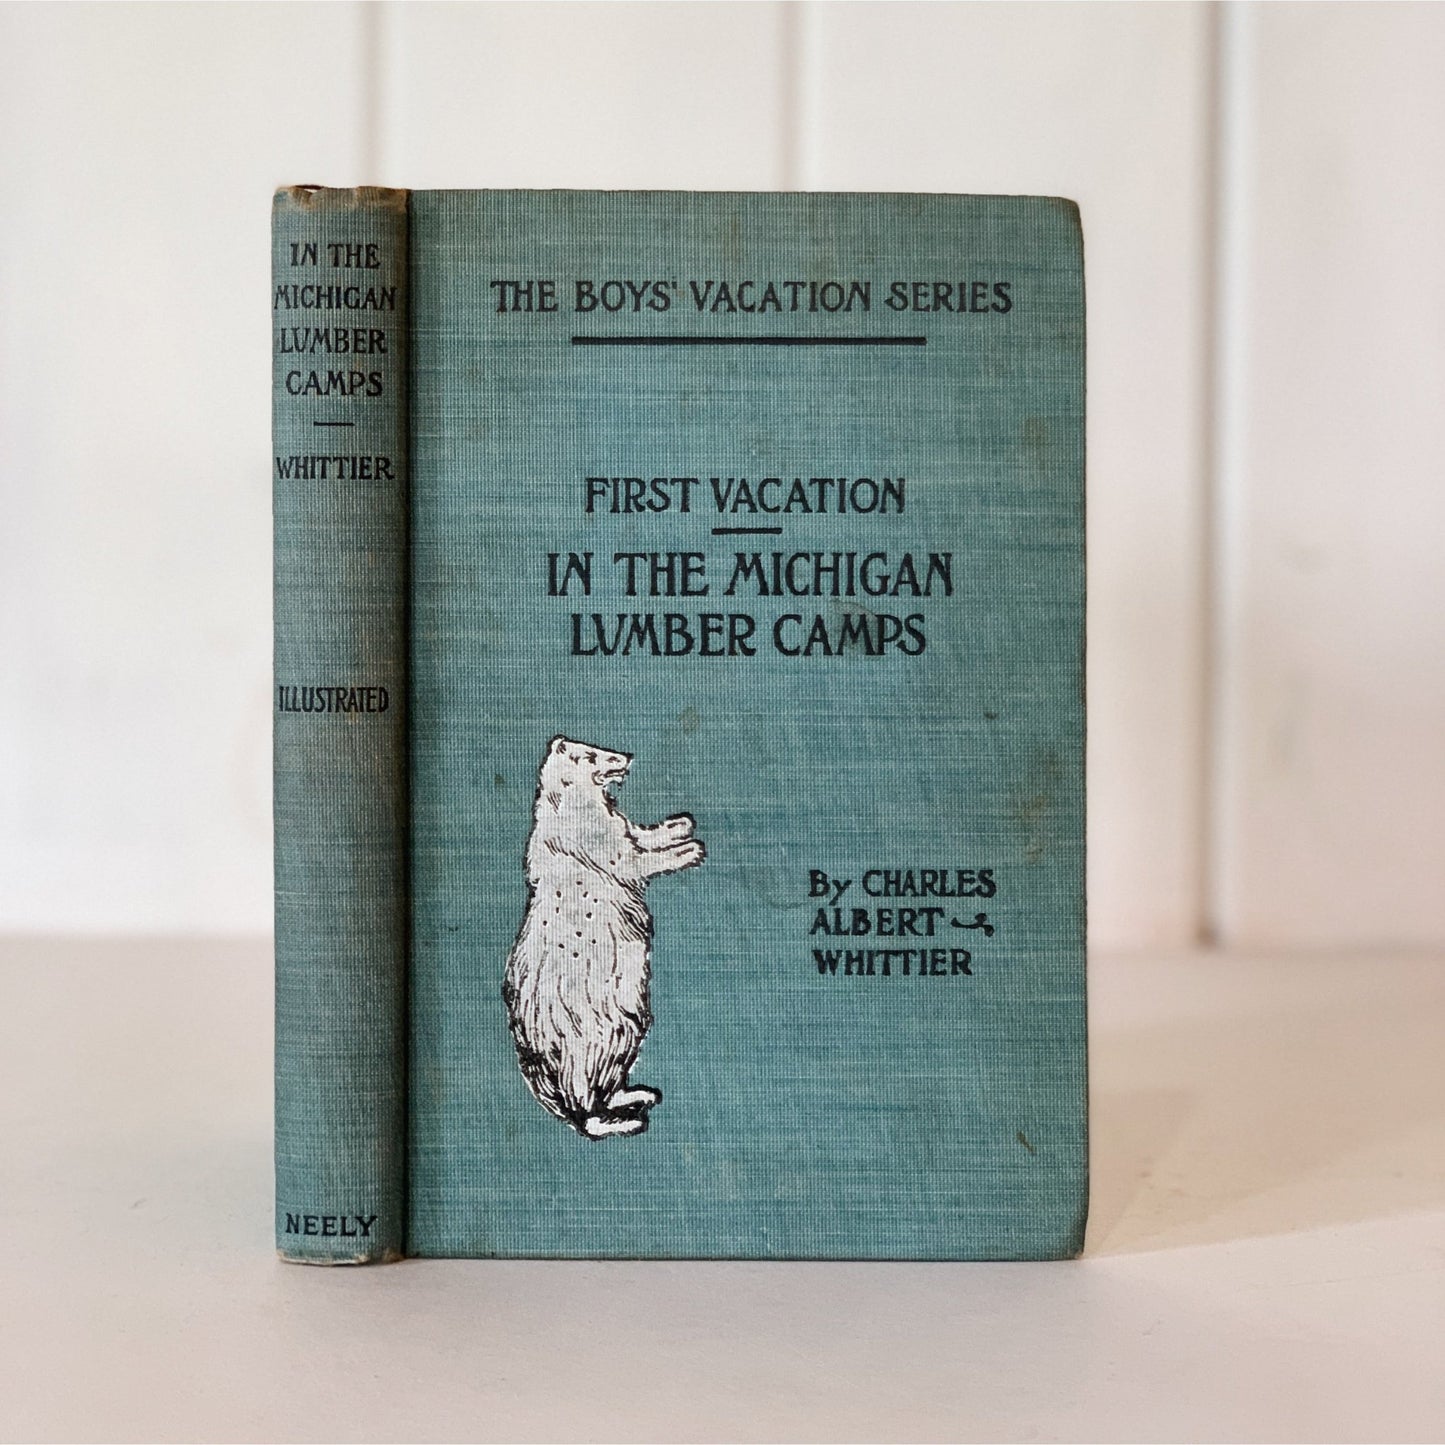 IN THE
MICHIGAN
LUMBER
CAMPS
WHITTIER
ILLUSTRATED
NEELY
THE BOYS' VACATION SERIES
FIRST VACATION
IN THE MICHIGAN
LUMBER CAMPS
By CHARLES
ALBERT
WHITTIER